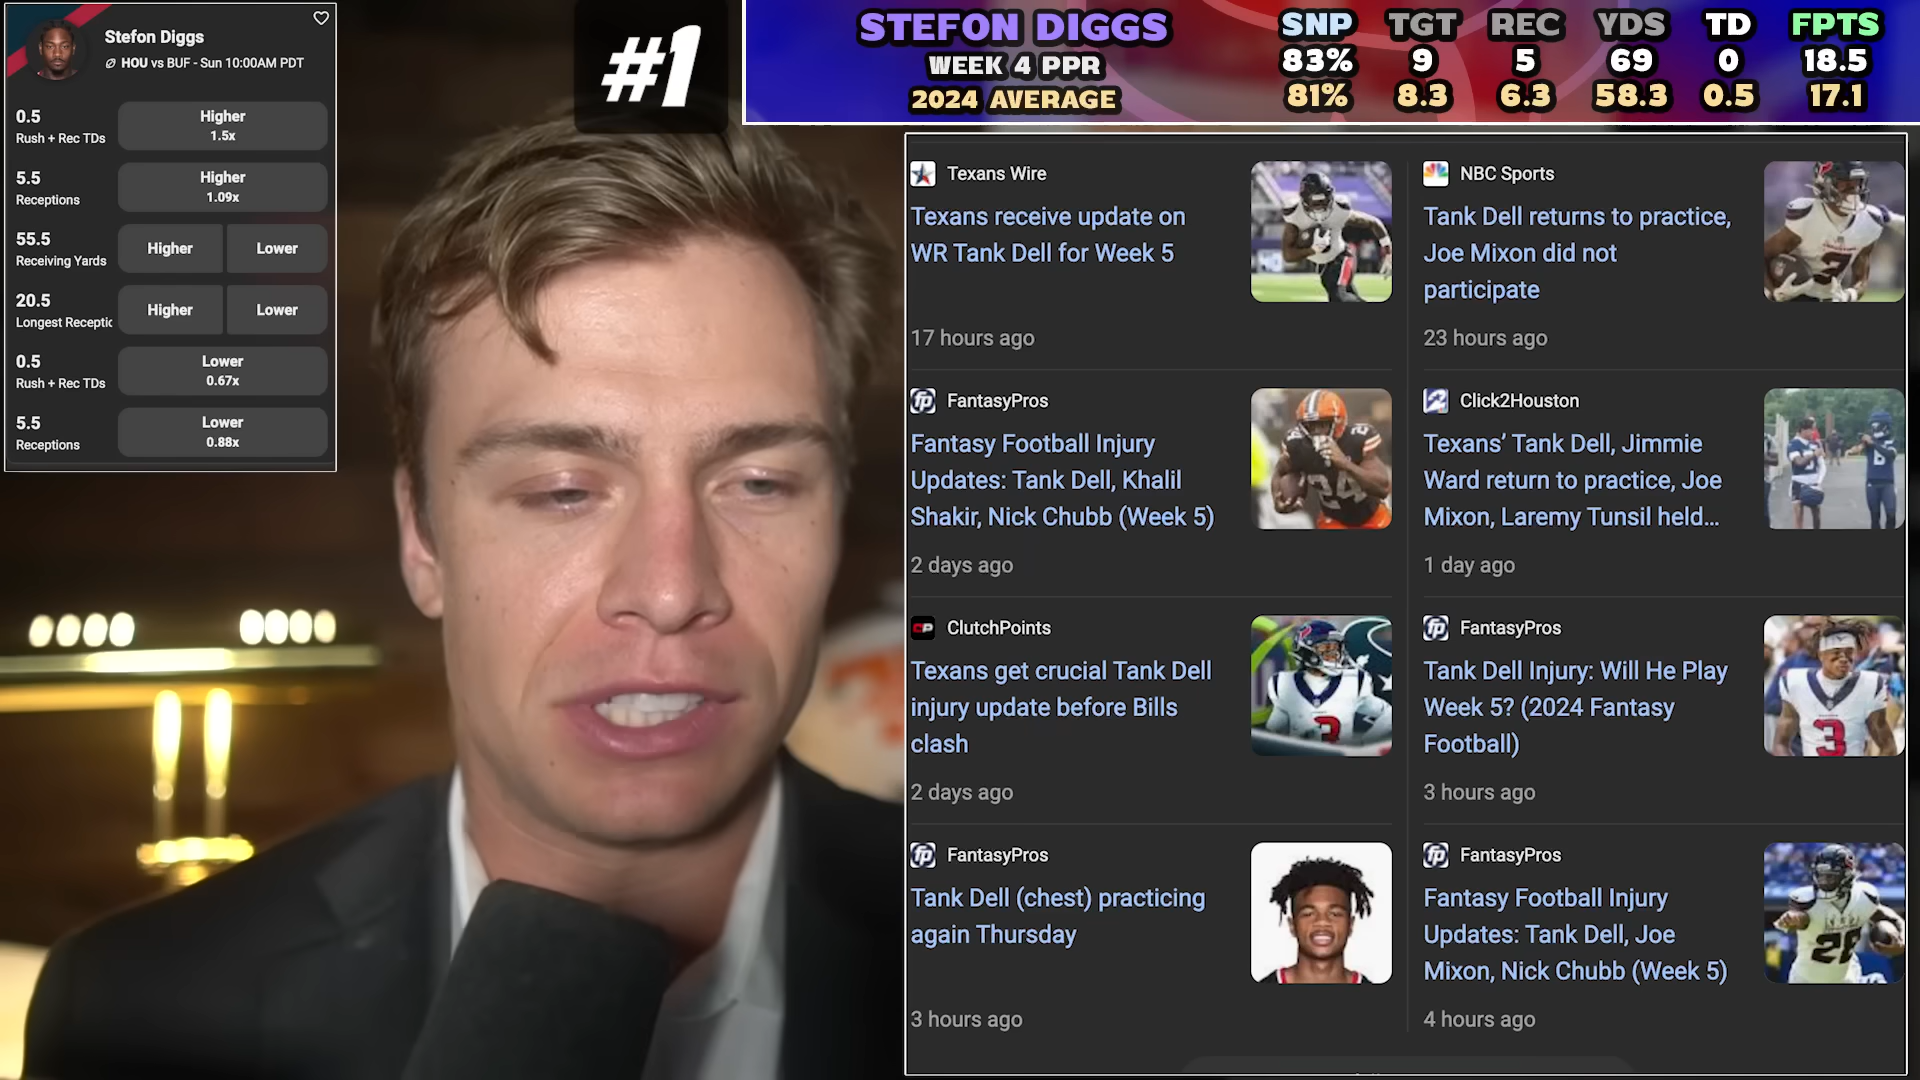 Stefon Diggs
HOU vs BUF - Sun 10:00AM PDT
0.5
Rush + Rec TDs
Higher
1.5x
5.5
Receptions
Higher
1.09x
55.5
Receiving Yards
Higher
Lower
20.5
Longest Receptic
Higher
Lower
0.5
Rush + Rec TDs
Lower
0.67x
5.5
Receptions
Lower
0.88x
#1
STEFON DIGGS SNP TGT REC YDS TD FPTS
WEEK 4 PPR 83% 9 5 69 0 18.5
2024 AVERAGE 81% 8.3 6.3 58.3 0.5 17.1
Texans Wire
Texans receive update on
WR Tank Dell for Week 5
17 hours ago
NBC Sports
Tank Dell returns to practice,
Joe Mixon did not
participate
23 hours ago
FantasyPros
Fantasy Football Injury
Updates: Tank Dell, Khalil
Shakir, Nick Chubb (Week 5)
2 days ago
Click2Houston
Texans’ Tank Dell, Jimmie
Ward return to practice, Joe
Mixon, Laremy Tunsil held...
1 day ago
ClutchPoints
Texans get crucial Tank Dell
injury update before Bills
clash
2 days ago
FantasyPros
Tank Dell Injury: Will He Play
Week 5? (2024 Fantasy
Football)
3 hours ago
FantasyPros
Tank Dell (chest) practicing
again Thursday
3 hours ago
FantasyPros
Fantasy Football Injury
Updates: Tank Dell, Joe
Mixon, Nick Chubb (Week 5)
4 hours ago